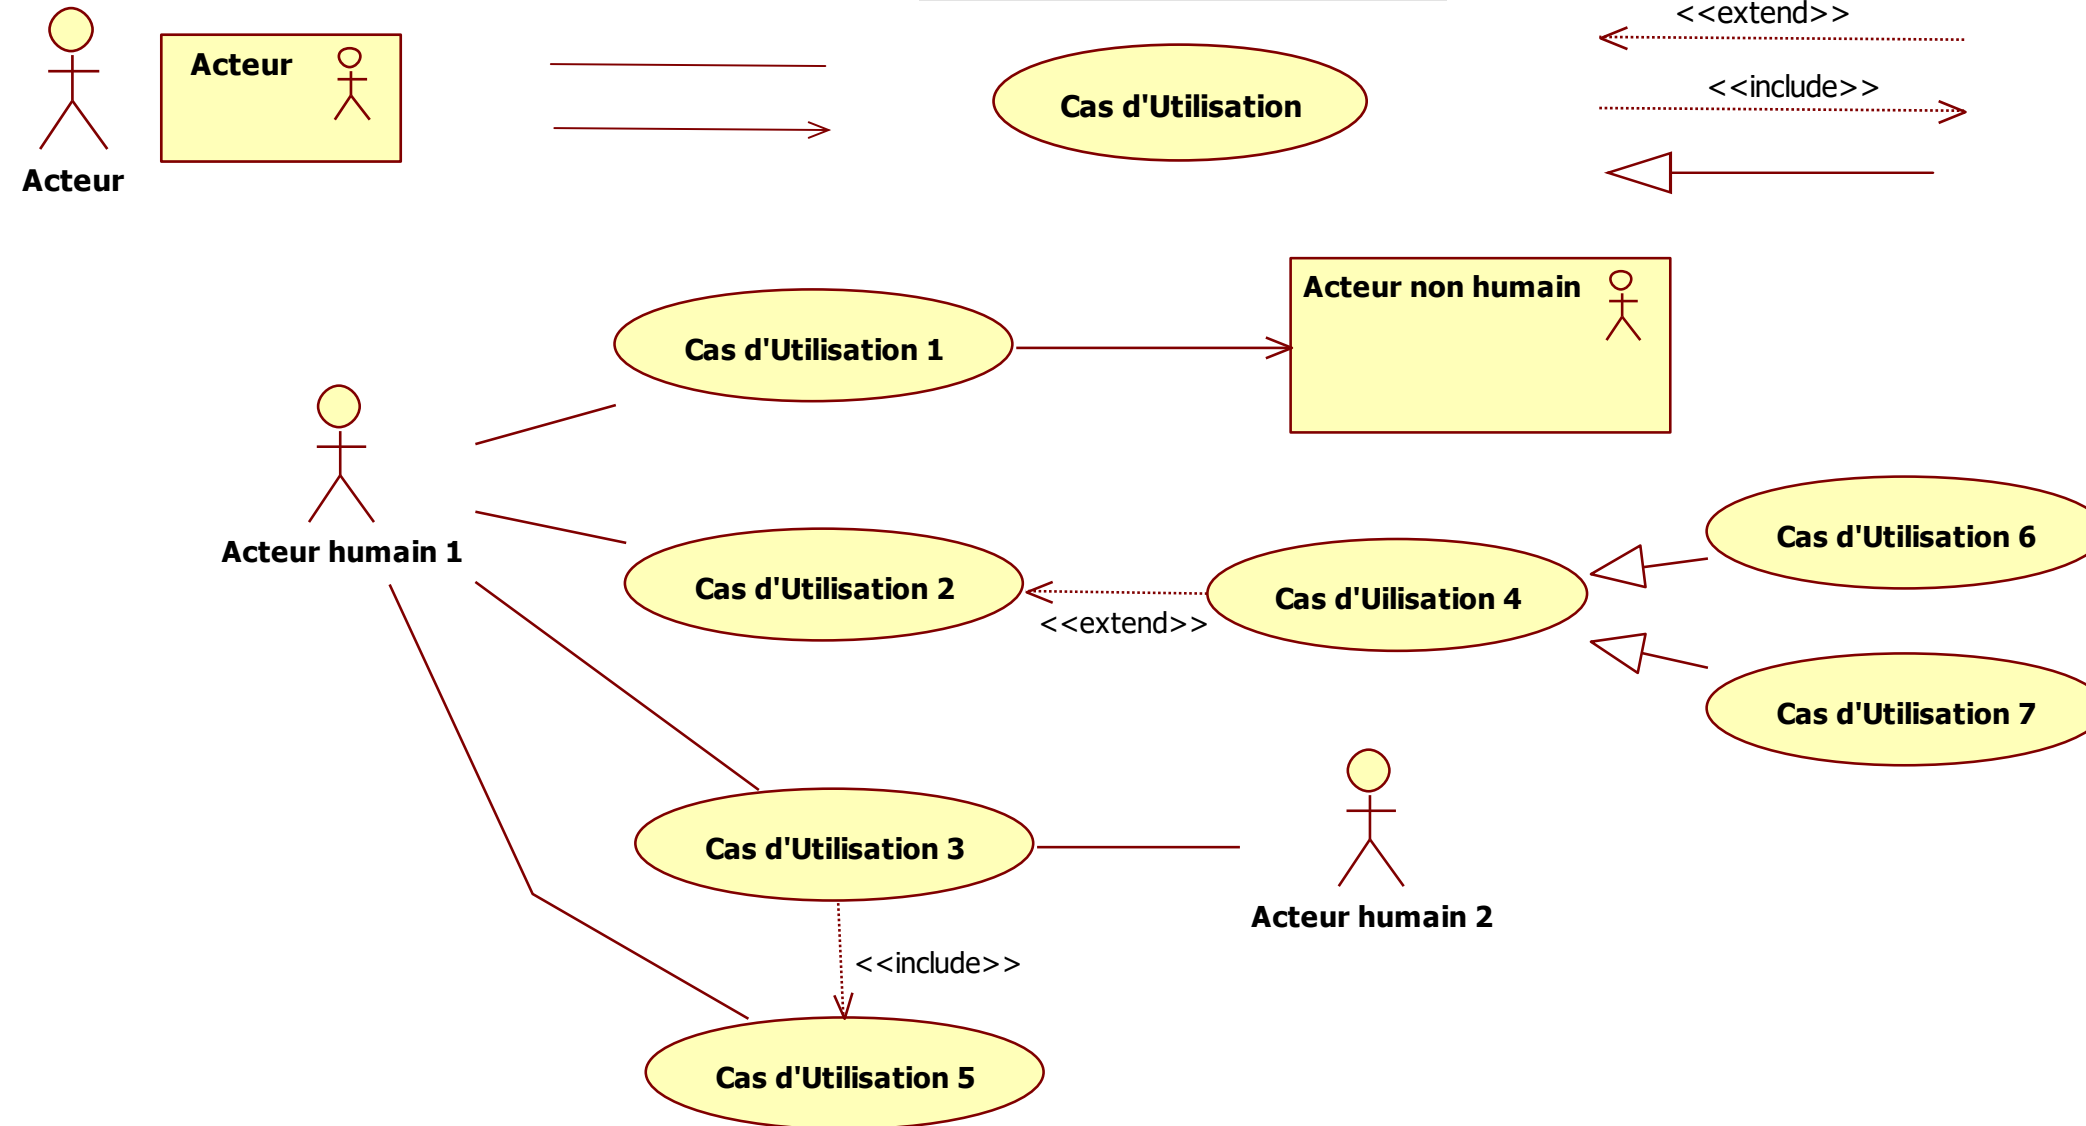 <<extend>>
Acteur
<<include>>
Cas d'Utilisation
Acteur
Acteur non humain
Cas d'Utilisation 1
Cas d'Utilisation 6
Acteur humain 1
Cas d'Utilisation 2
Cas d'Uilisation 4
<<extend>>
Cas d'Utilisation 7
Cas d'Utilisation 3
Acteur humain 2
<<include>>
Cas d'Utilisation 5